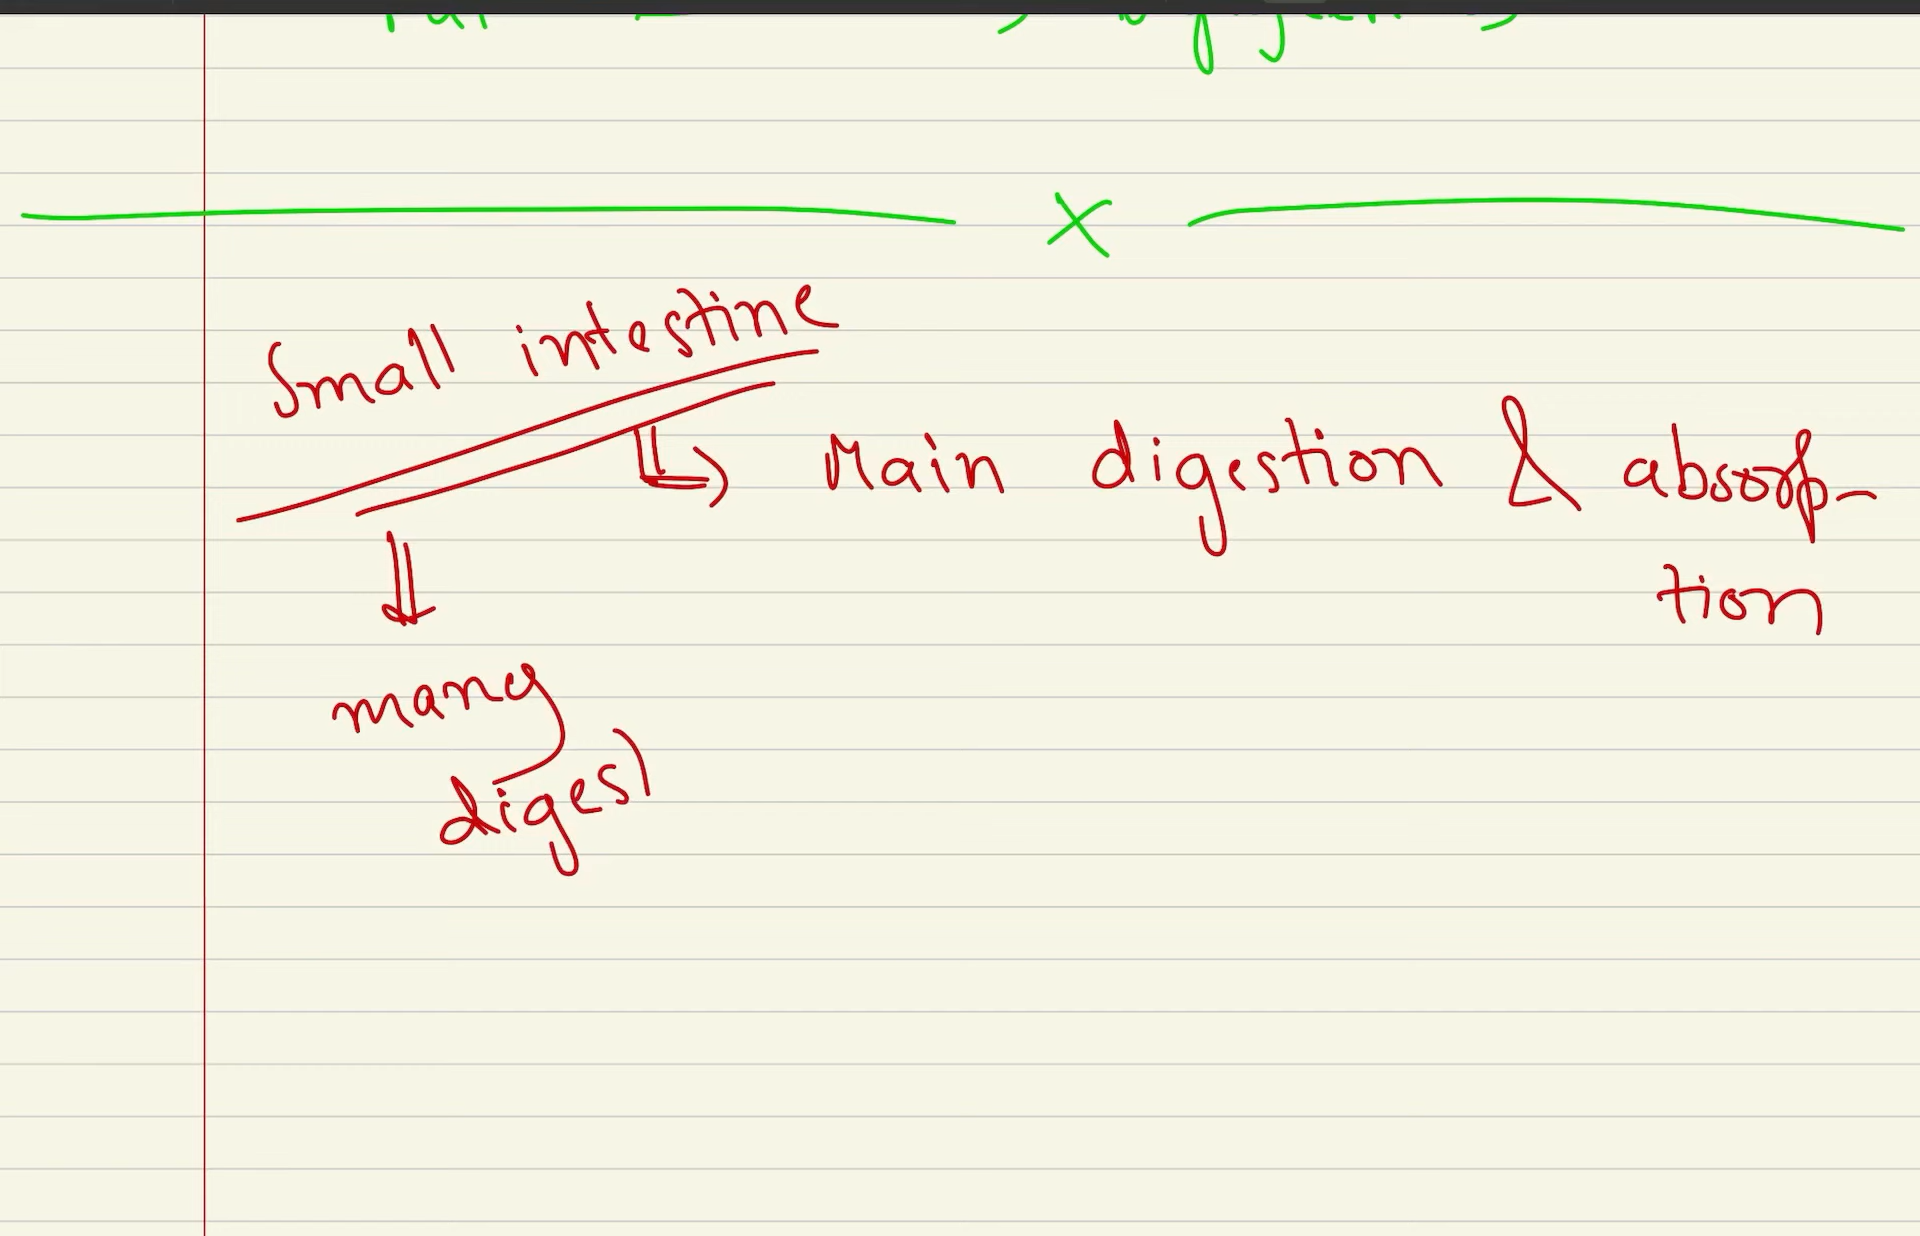 Small intestine
Main digestion & absorp-
tion
many
digest